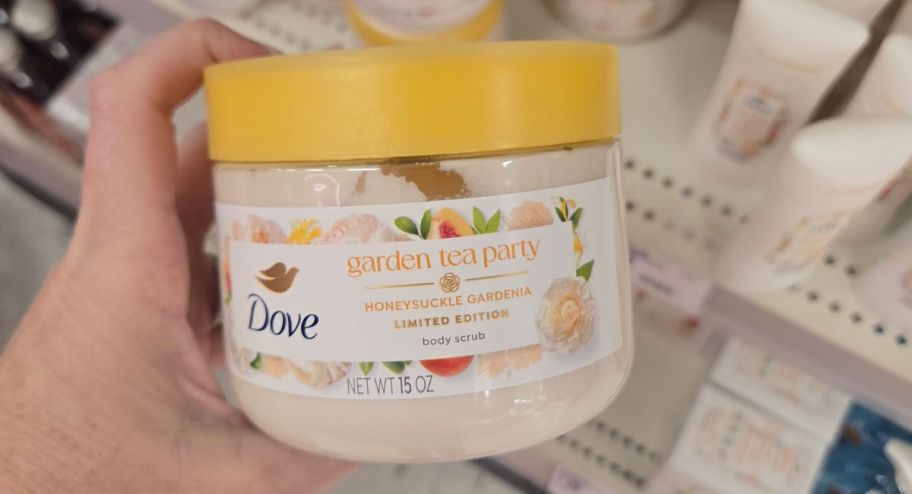 garden tea party
HONEYSUCKLE GARDENIA
LIMITED EDITION
body scrub
Dove
NET WT 15 OZ